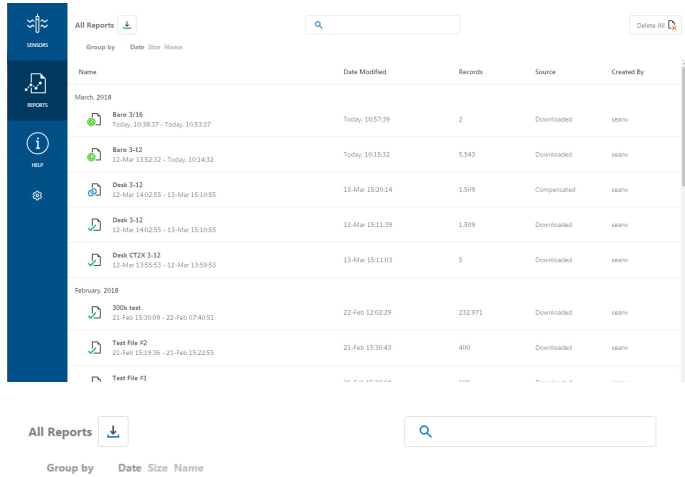 SENSORS
REPORTS
HELP
All Reports
Delete All
Group by Date Size Name
Name Date Modified Records Source Created By
March, 2018
Baro 3/16
Today, 10:38:37 - Today, 10:53:37 Today, 10:57:39 2 Downloaded seanv
Baro 3-12
12-Mar 13:52:32 - Today, 10:14:32 Today, 10:15:32 5,543 Downloaded seanv
Desk 3-12
12-Mar 14:02:55 - 13-Mar 15:10:55 13-Mar 15:20:14 1,509 Compensated seanv
Desk 3-12
12-Mar 14:02:55 - 13-Mar 15:10:55 13-Mar 15:11:39 1,509 Downloaded seanv
Desk CT2X 3-12
12-Mar 13:55:53 - 12-Mar 13:59:53 13-Mar 15:11:03 5 Downloaded seanv
February, 2018
300k test
21-Feb 15:30:09 - 22-Feb 07:40:51 22-Feb 12:02:29 232,971 Downloaded seanv
Test File #2
21-Feb 15:19:36 - 21-Feb 15:22:55 21-Feb 15:30:43 400 Downloaded seanv
Test File #1
All Reports
Group by Date Size Name